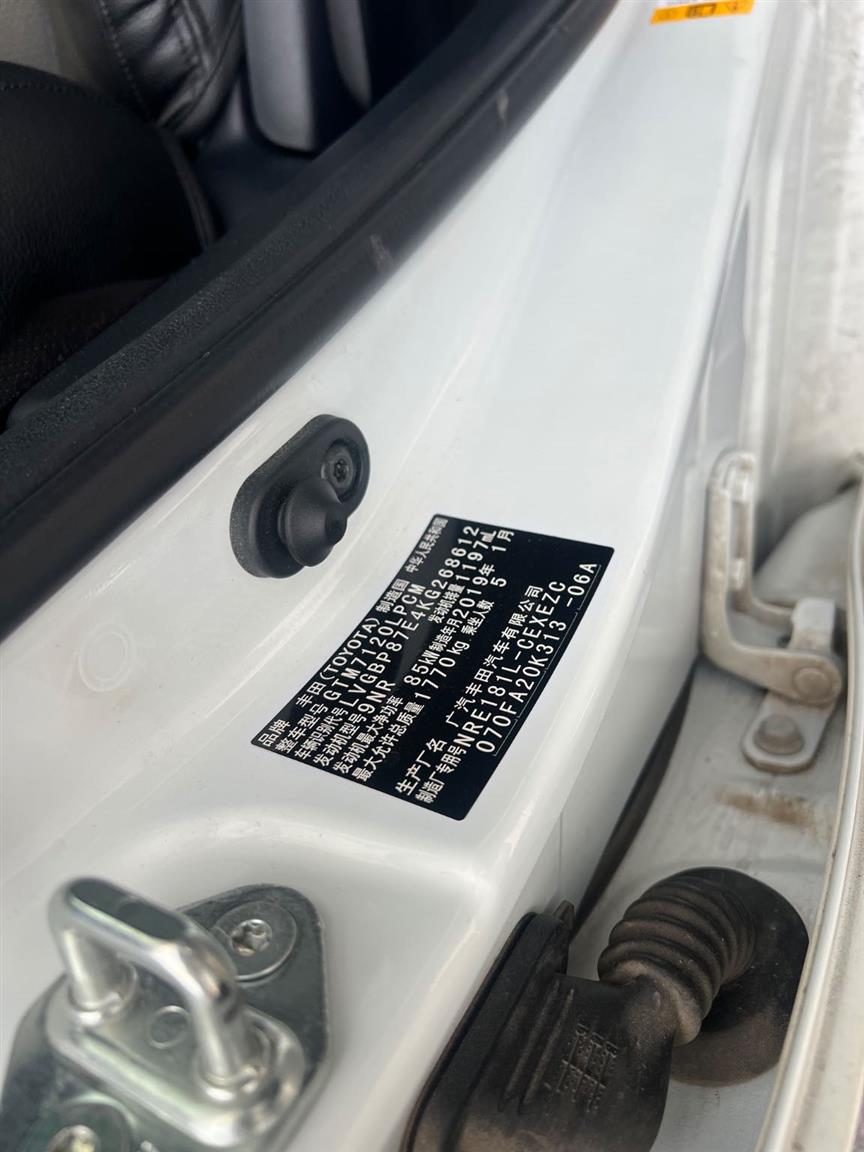 品牌 丰田(TOYOTA) 制造国 中华人民共和国
整车型号 GTM7120LPCM
车辆识别代号 LVGBP87E4KG268612
发动机型号 9NR 发动机排量 1197mL
发动机最大净功率 85kW 制造年月 2019年 1月
最大允许总质量 1770kg. 乘坐人数 5
生产厂名 广汽丰田汽车有限公司
制造厂专用号 NRE181L-CEXEZC
070FA20K313 -06A